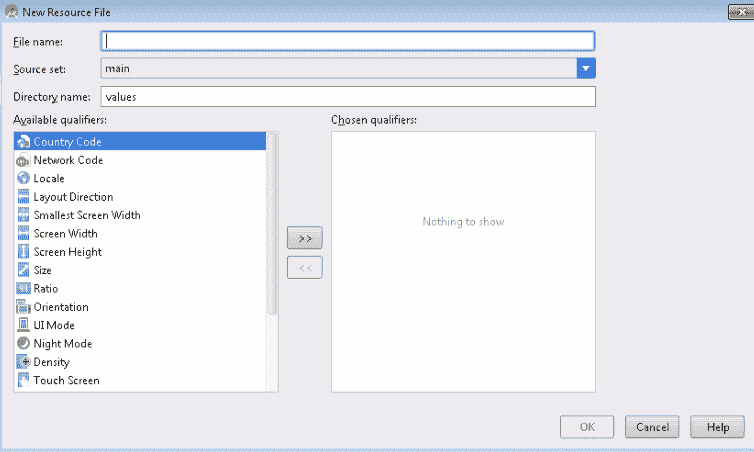 New Resource File
File name:
Source set: main
Directory name: values
Available qualifiers: Chosen qualifiers:
Country Code
Network Code
Locale
Layout Direction
Smallest Screen Width
Screen Width
Screen Height
Size
Ratio
Orientation
UI Mode
Night Mode
Density
Touch Screen
>>
<<
Nothing to show
OK Cancel Help